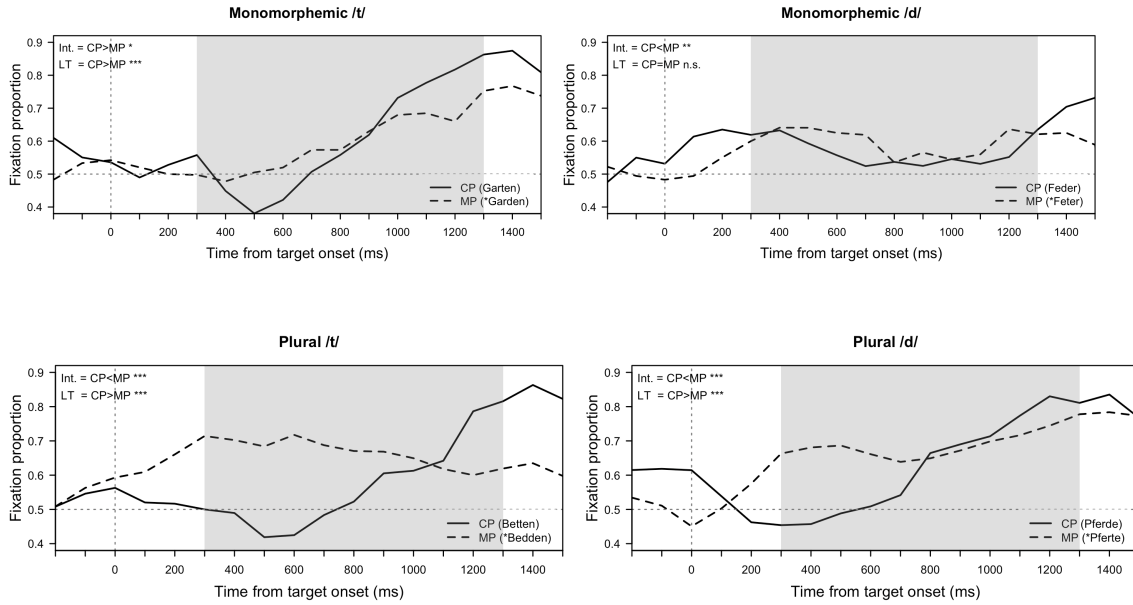 Monomorphemic /t/
Fixation proportion
0.9
0.8
0.7
0.6
0.5
0.4
Int. = CP>MP *
LT = CP>MP ***
CP (Garten)
MP (*Garden)
0 200 400 600 800 1000 1200 1400
Time from target onset (ms)
Monomorphemic /d/
Fixation proportion
0.9
0.8
0.7
0.6
0.5
0.4
Int. = CP<MP **
LT = CP=MP n.s.
CP (Feder)
MP (*Feter)
0 200 400 600 800 1000 1200 1400
Time from target onset (ms)
Plural /t/
Fixation proportion
0.9
0.8
0.7
0.6
0.5
0.4
Int. = CP<MP ***
LT = CP>MP ***
CP (Betten)
MP (*Bedden)
0 200 400 600 800 1000 1200 1400
Time from target onset (ms)
Plural /d/
Fixation proportion
0.9
0.8
0.7
0.6
0.5
0.4
Int. = CP<MP ***
LT = CP>MP ***
CP (Pferde)
MP (*Pferte)
0 200 400 600 800 1000 1200 1400
Time from target onset (ms)